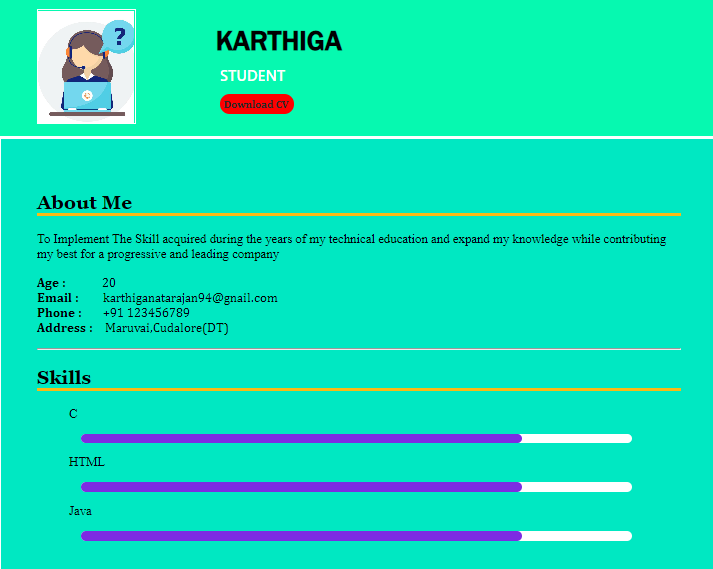 ?
KARTHIGA
STUDENT
Download CV
About Me
To Implement The Skill acquired during the years of my technical education and expand my knowledge while contributing
my best for a progressive and leading company
Age : 20
Email : karthiganatarajan94@gnail.com
Phone : +91 123456789
Address : Maruvai,Cudalore(DT)
Skills
C
HTML
Java